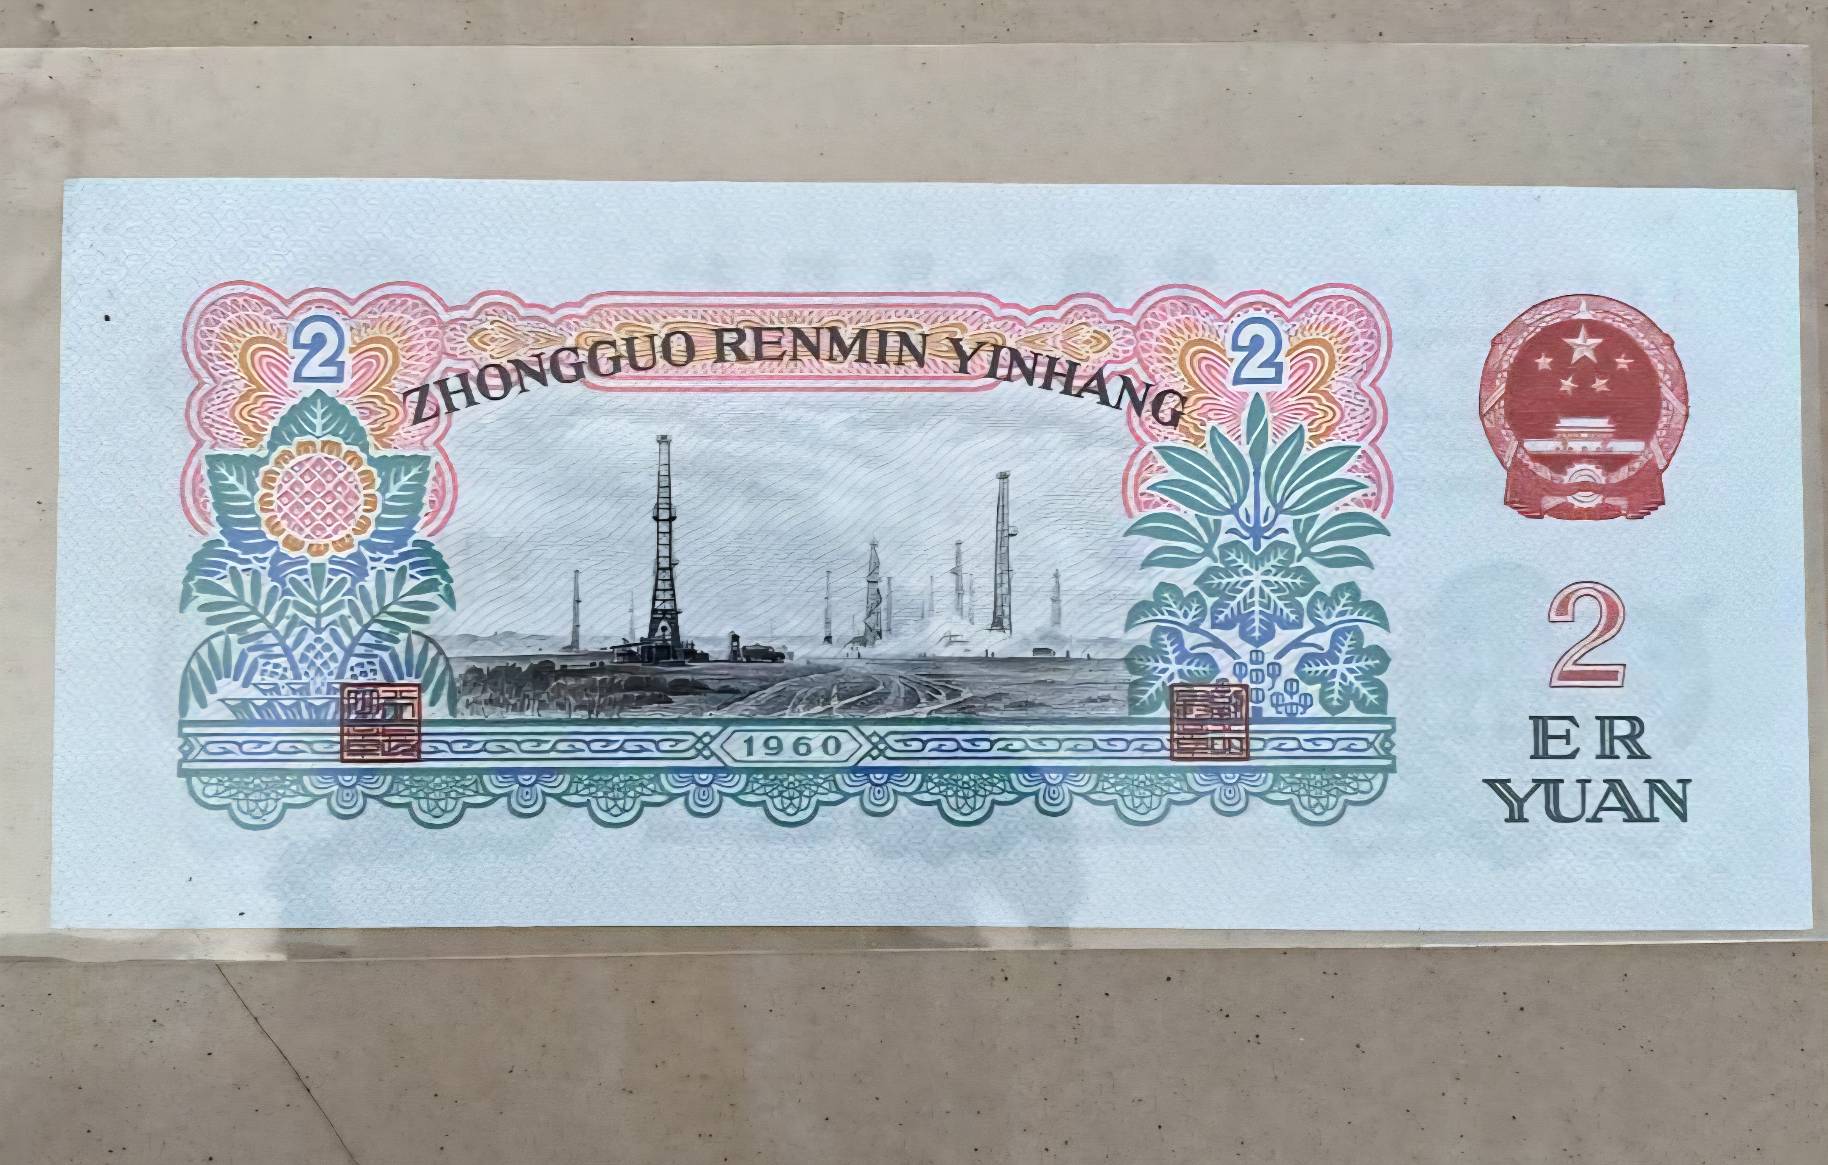 2
ZHONGGUO RENMIN YINHANG
2
1960
2
ER
YUAN